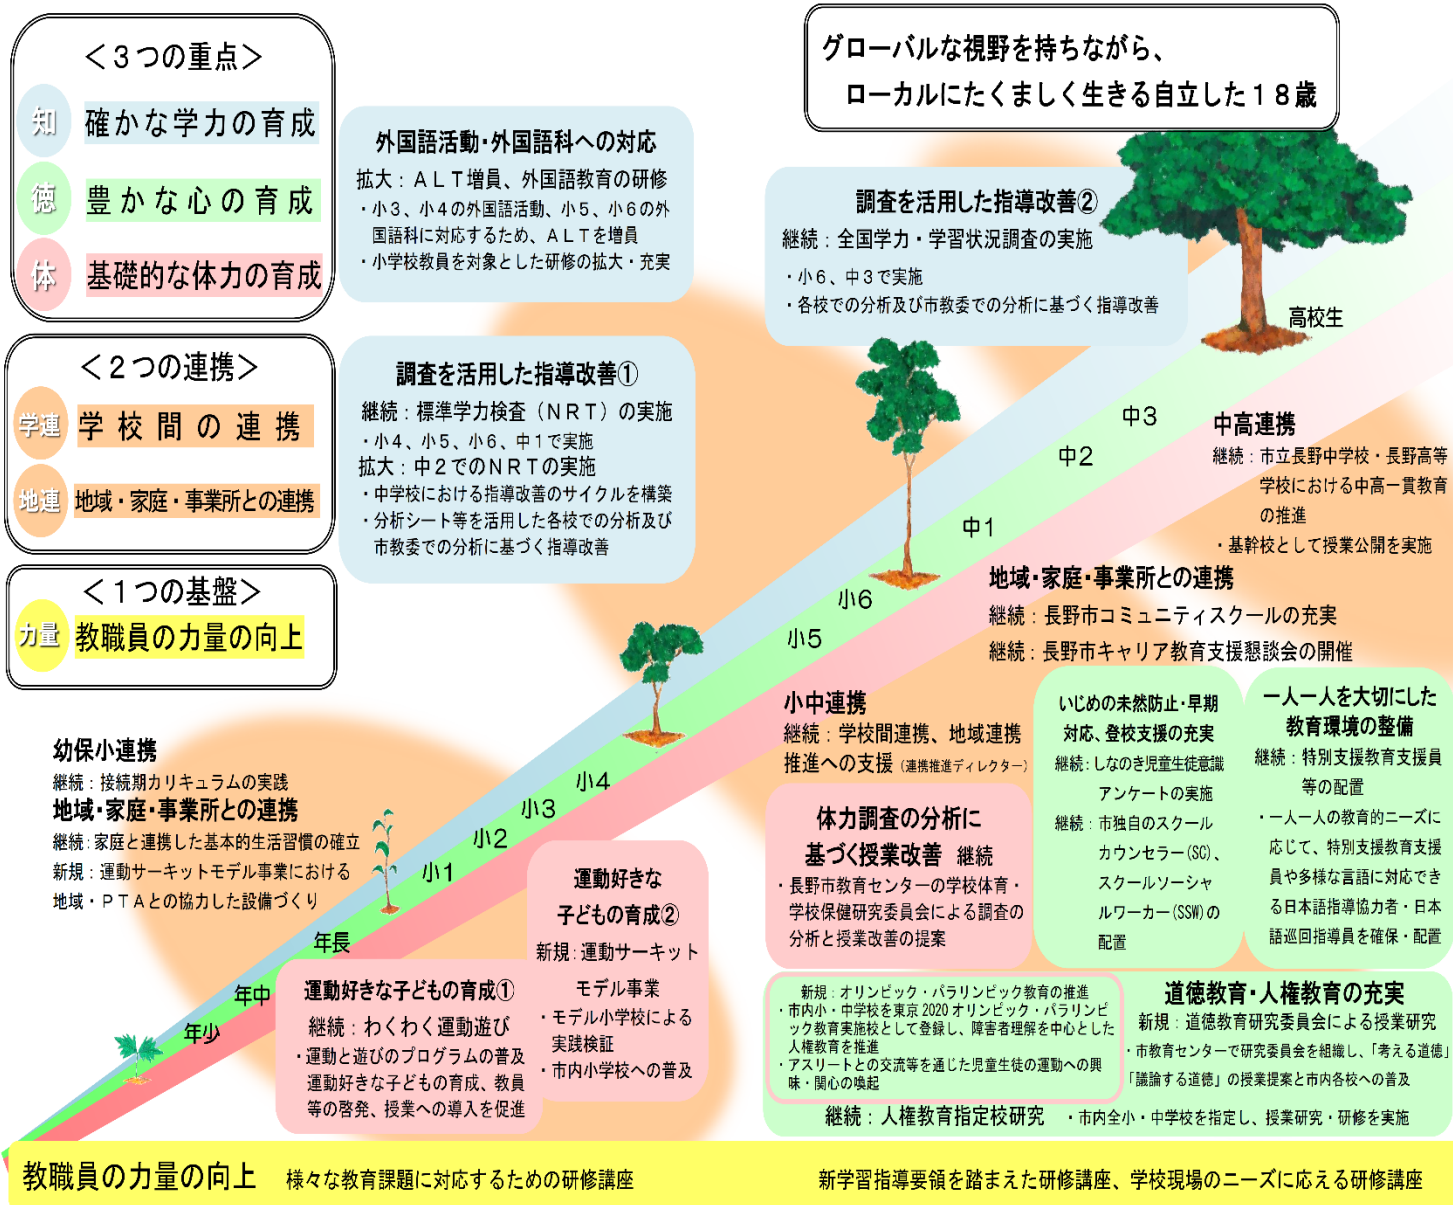 ＜３つの重点＞
知 確かな学力の育成
徳 豊かな心の育成
体 基礎的な体力の育成
＜２つの連携＞
学連 学校間の連携
地連 地域・家庭・事業所との連携
＜１つの基盤＞
力量 教職員の力量の向上
グローバルな視野を持ちながら、
ローカルにたくましく生きる自立した１８歳
外国語活動・外国語科への対応
拡大：ＡＬＴ増員、外国語教育の研修
・小３、小４の外国語活動、小５、小６の外
国語科に対応するため、ＡＬＴを増員
・小学校教員を対象とした研修の拡大・充実
調査を活用した指導改善①
継続：標準学力検査（ＮＲＴ）の実施
・小４、小５、小６、中１で実施
拡大：中２でのＮＲＴの実施
・中学校における指導改善のサイクルを構築
・分析シート等を活用した各校での分析及び
市教委での分析に基づく指導改善
調査を活用した指導改善②
継続：全国学力・学習状況調査の実施
・小６、中３で実施
・各校での分析及び市教委での分析に基づく指導改善
高校生
中３
中２
中１
小６
小５
小４
小３
小２
小１
年長
年中
年少
中高連携
継続：市立長野中学校・長野高等
学校における中高一貫教育
の推進
・基幹校として授業公開を実施
地域・家庭・事業所との連携
継続：長野市コミュニティスクールの充実
継続：長野市キャリア教育支援懇談会の開催
小中連携
継続：学校間連携、地域連携
推進への支援（連携推進ディレクター）
幼保小連携
継続：接続期カリキュラムの実践
地域・家庭・事業所との連携
継続：家庭と連携した基本的生活習慣の確立
新規：運動サーキットモデル事業における
地域・ＰＴＡとの協力した設備づくり
運動好きな子どもの育成①
継続：わくわく運動遊び
・運動と遊びのプログラムの普及
運動好きな子どもの育成、教員
等の啓発、授業への導入を促進
運動好きな
子どもの育成②
新規：運動サーキット
モデル事業
・モデル小学校による
実践検証
・市内小学校への普及
体力調査の分析に
基づく授業改善 継続
・長野市教育センターの学校体育・
学校保健研究委員会による調査の
分析と授業改善の提案
いじめの未然防止・早期
対応、登校支援の充実
継続：しなのき児童生徒意識
アンケートの実施
継続：市独自のスクール
カウンセラー(SC)、
スクールソーシャ
ルワーカー(SSW)の
配置
一人一人を大切にした
教育環境の整備
継続：特別支援教育支援員
等の配置
・一人一人の教育的ニーズに
応じて、特別支援教育支援
員や多様な言語に対応でき
る日本語指導協力者・日本
語巡回指導員を確保・配置
新規：オリンピック・パラリンピック教育の推進
・市内小・中学校を東京2020オリンピック・パラリンピ
ック教育実施校として登録し、障害者理解を中心とした
人権教育を推進
・アスリートとの交流等を通じた児童生徒の運動への興
味・関心の喚起
道徳教育・人権教育の充実
新規：道徳教育研究委員会による授業研究
・市教育センターで研究委員会を組織し、「考える道徳」
「議論する道徳」の授業提案と市内各校への普及
継続：人権教育指定校研究 ・市内全小・中学校を指定し、授業研究・研修を実施
教職員の力量の向上 様々な教育課題に対応するための研修講座 新学習指導要領を踏まえた研修講座、学校現場のニーズに応える研修講座